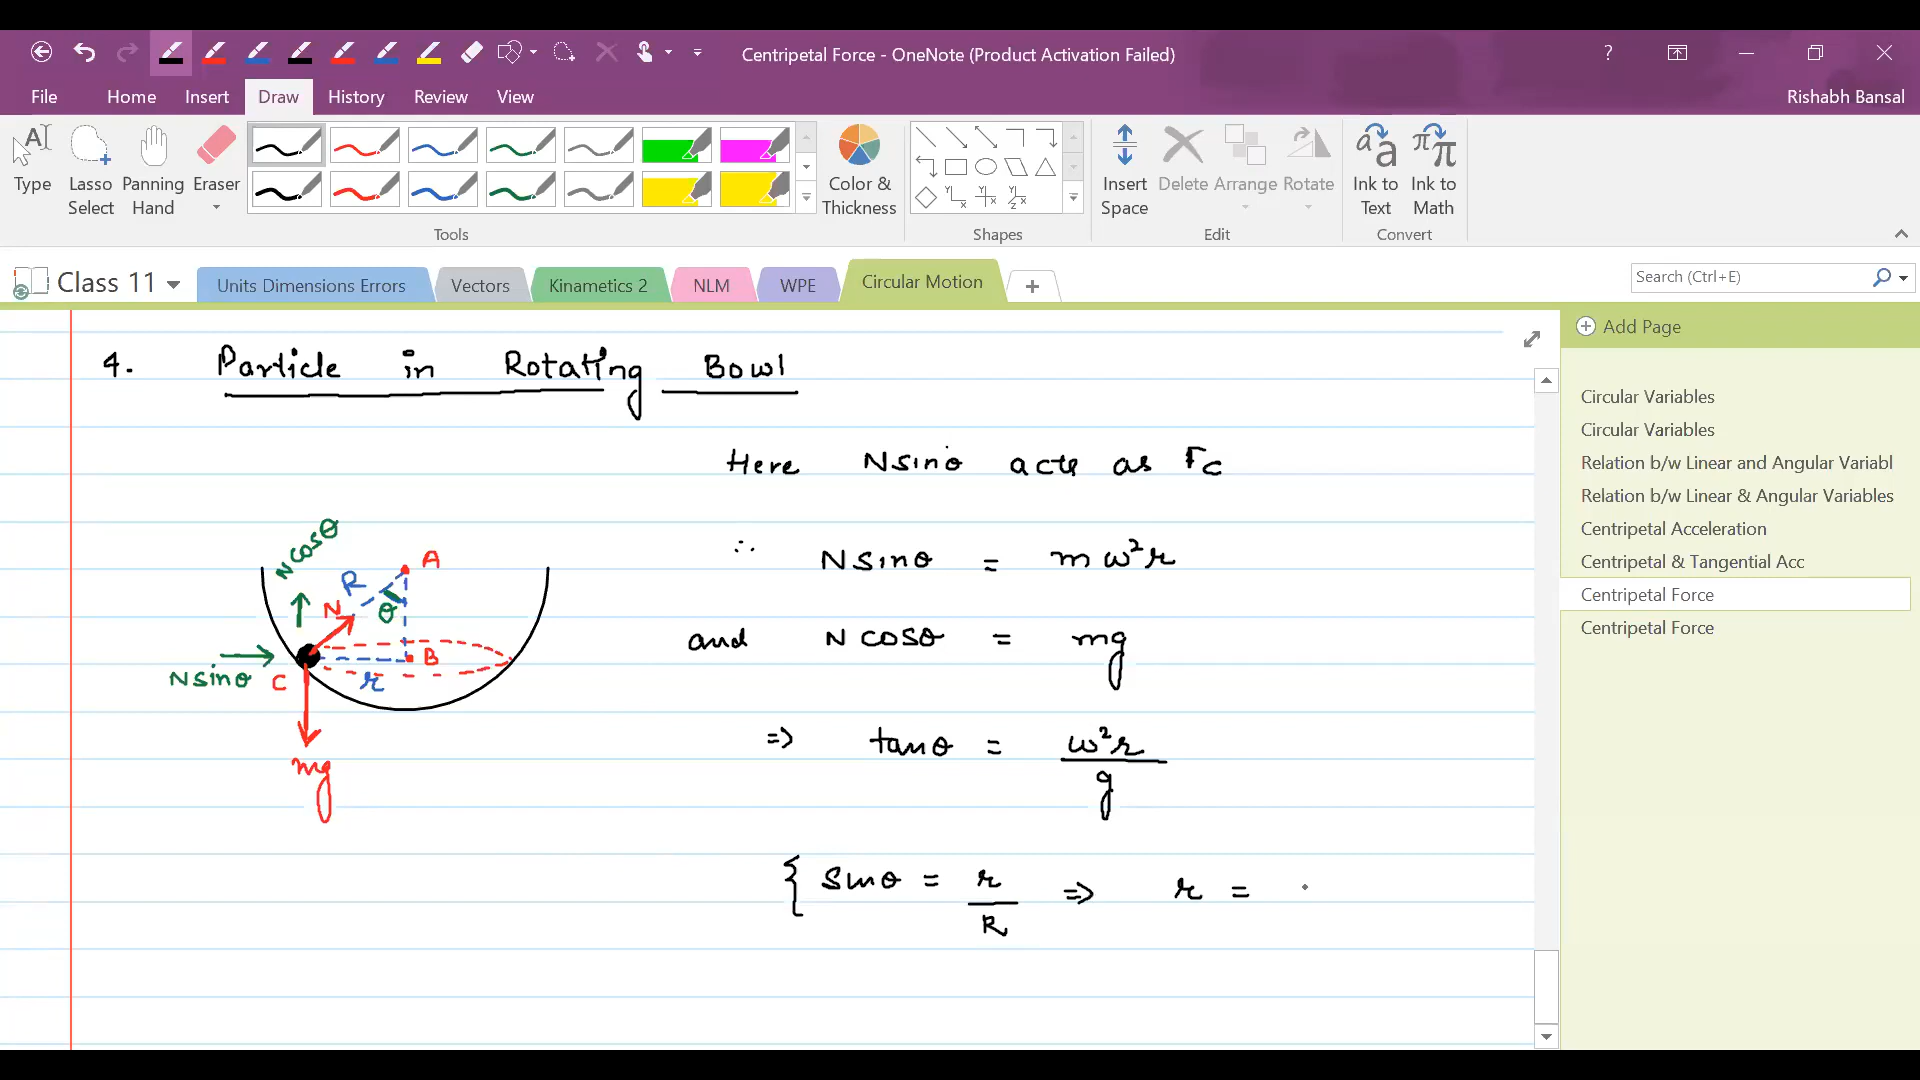 Centripetal Force - OneNote (Product Activation Failed)
?
File Home Insert Draw History Review View Rishabh Bansal
Type Lasso Select Panning Hand Eraser Color & Thickness Insert Space Delete Arrange Rotate Ink to Text Ink to Math
Tools Shapes Edit Convert
Class 11 Units Dimensions Errors Vectors Kinametics 2 NLM WPE Circular Motion + Search (Ctrl+E)
Add Page
Circular Variables
Circular Variables
Relation b/w Linear and Angular Variabl
Relation b/w Linear & Angular Variables
Centripetal Acceleration
Centripetal & Tangential Acc
Centripetal Force
Centripetal Force
4. Particle in Rotating Bowl
Here Nsinθ acts as Fc
∴ Nsinθ = mω²r
and Ncosθ = mg
⇒ tanθ = ω²r/g
{ sinθ = r/R ⇒ r =
Ncosθ
A
R
N
θ
B
Nsinθ
C
r
mg